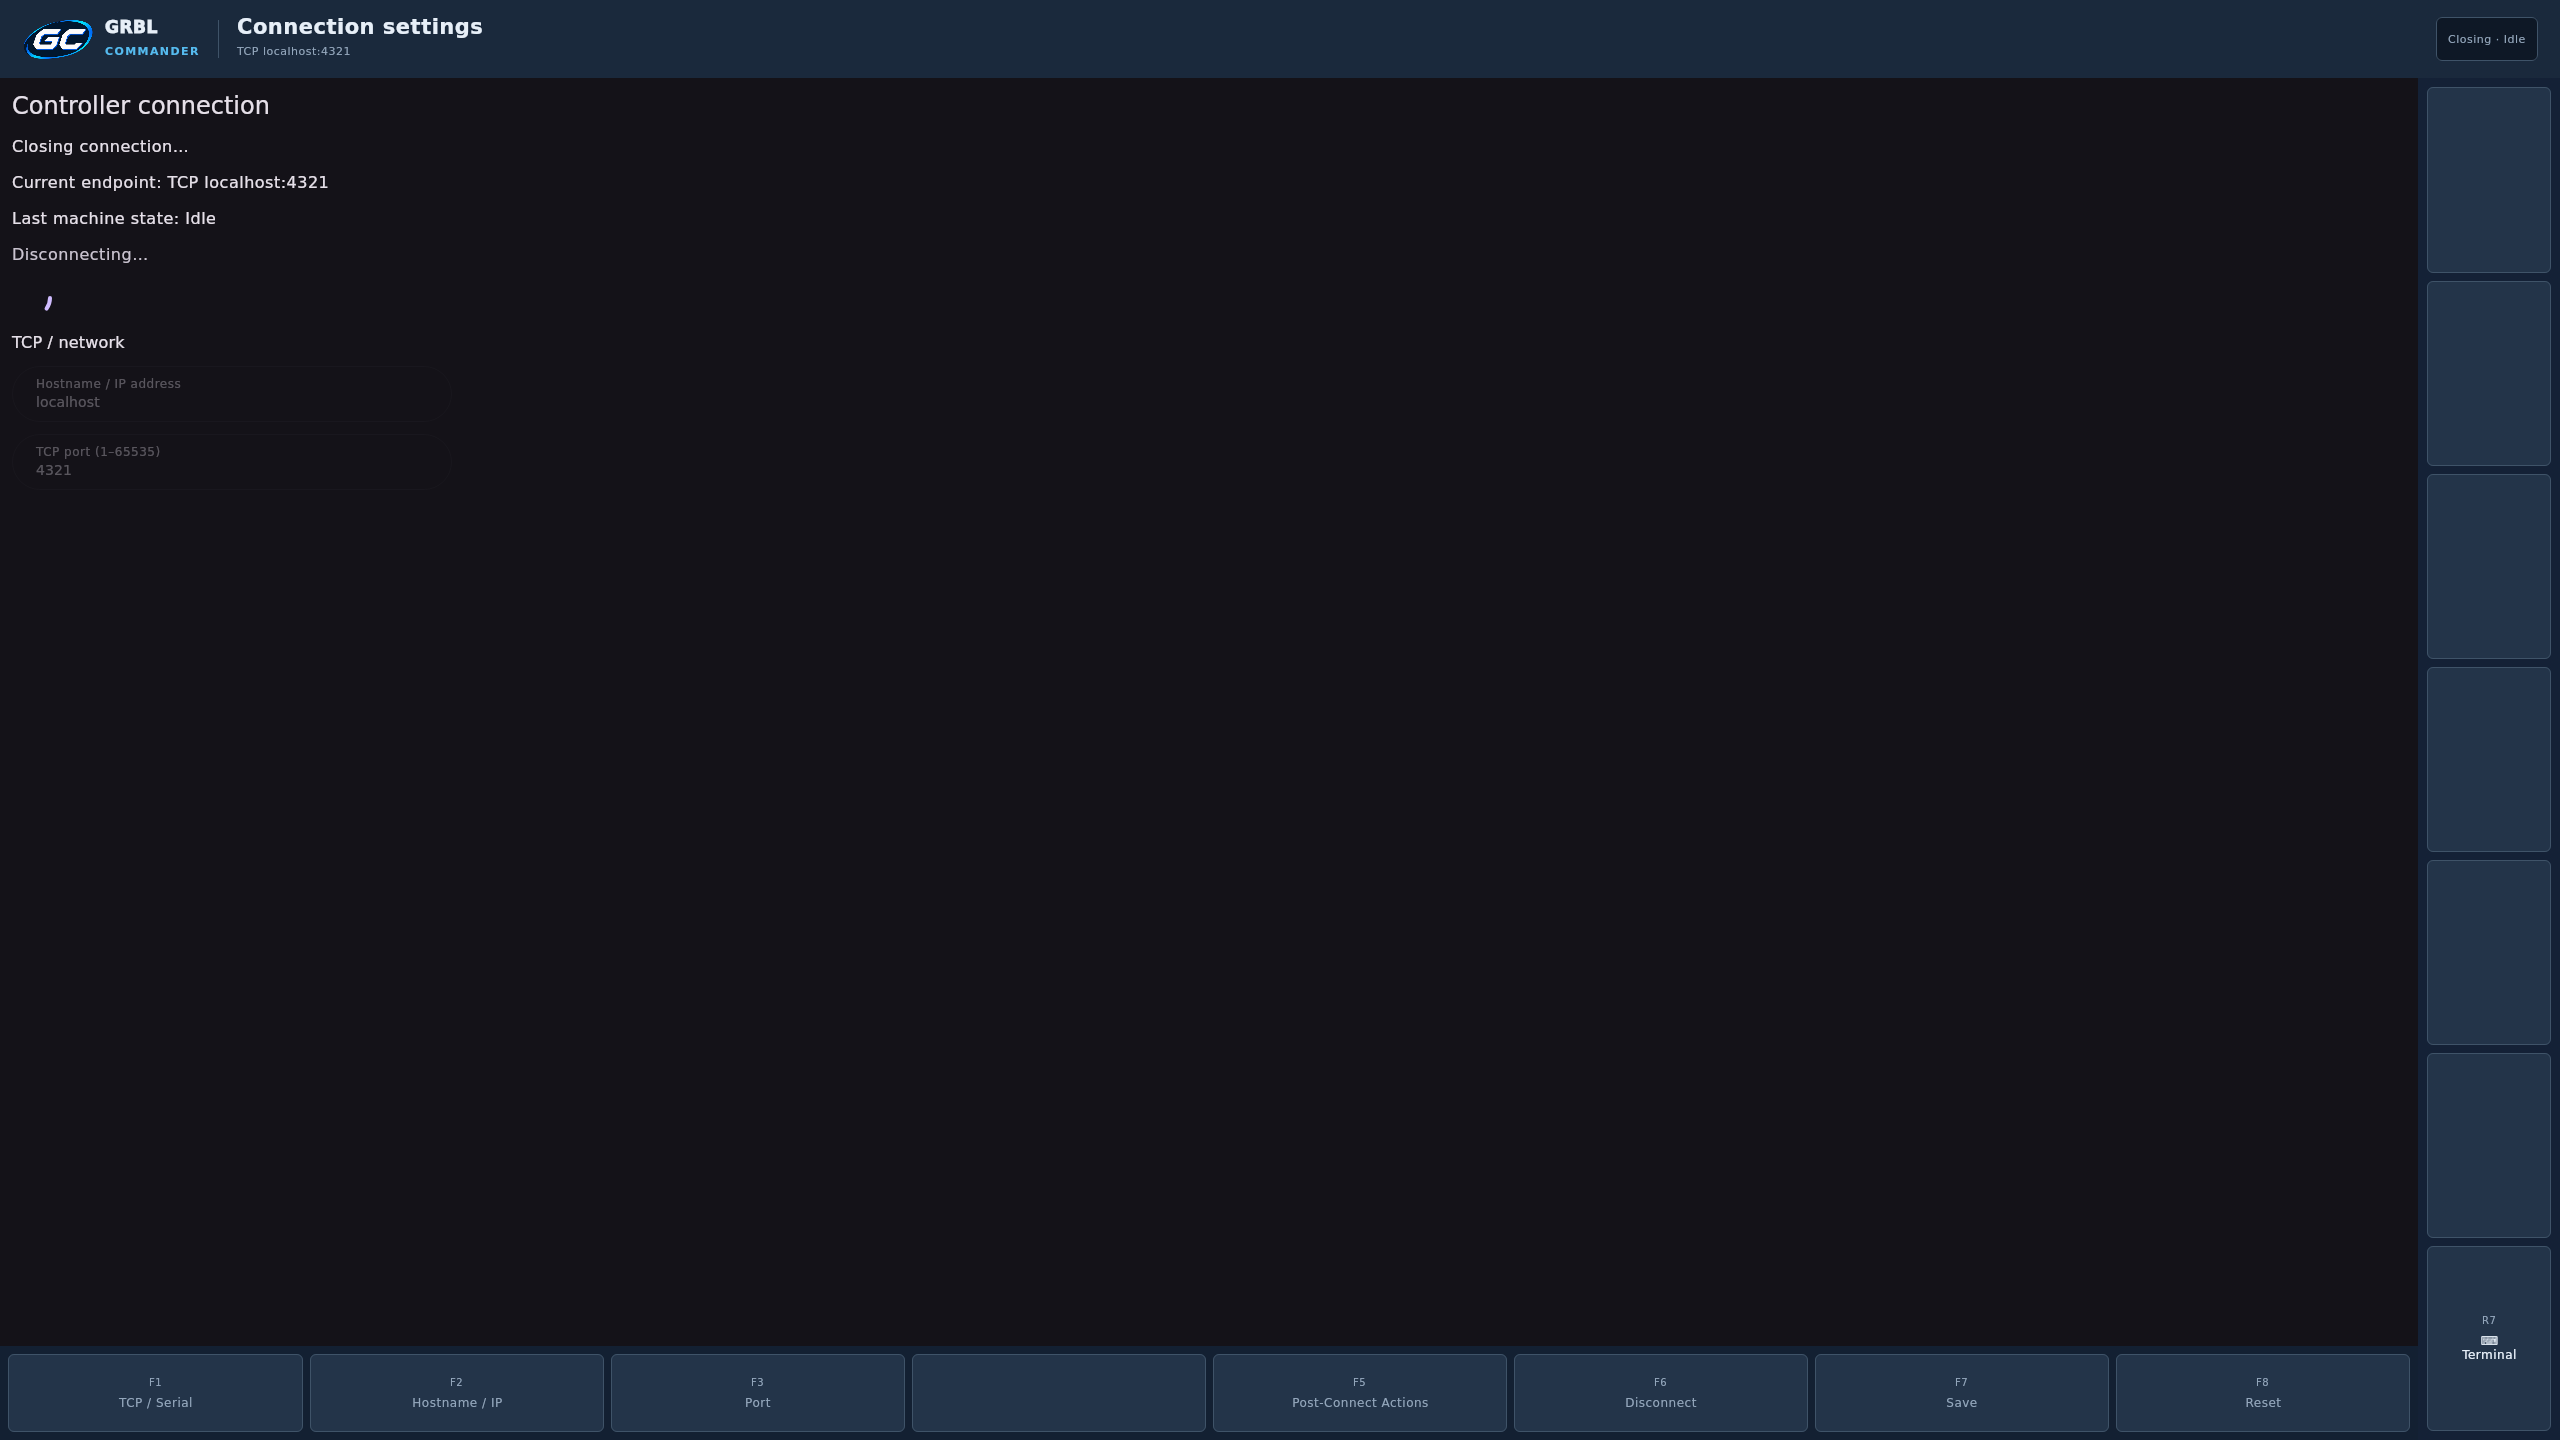 GC
GRBL
COMMANDER
Connection settings
TCP localhost:4321
Closing · Idle
Controller connection
Closing connection...
Current endpoint: TCP localhost:4321
Last machine state: Idle
Disconnecting...
TCP / network
Hostname / IP address
localhost
TCP port (1–65535)
4321
R7
Terminal
F1
TCP / Serial
F2
Hostname / IP
F3
Port
F5
Post-Connect Actions
F6
Disconnect
F7
Save
F8
Reset